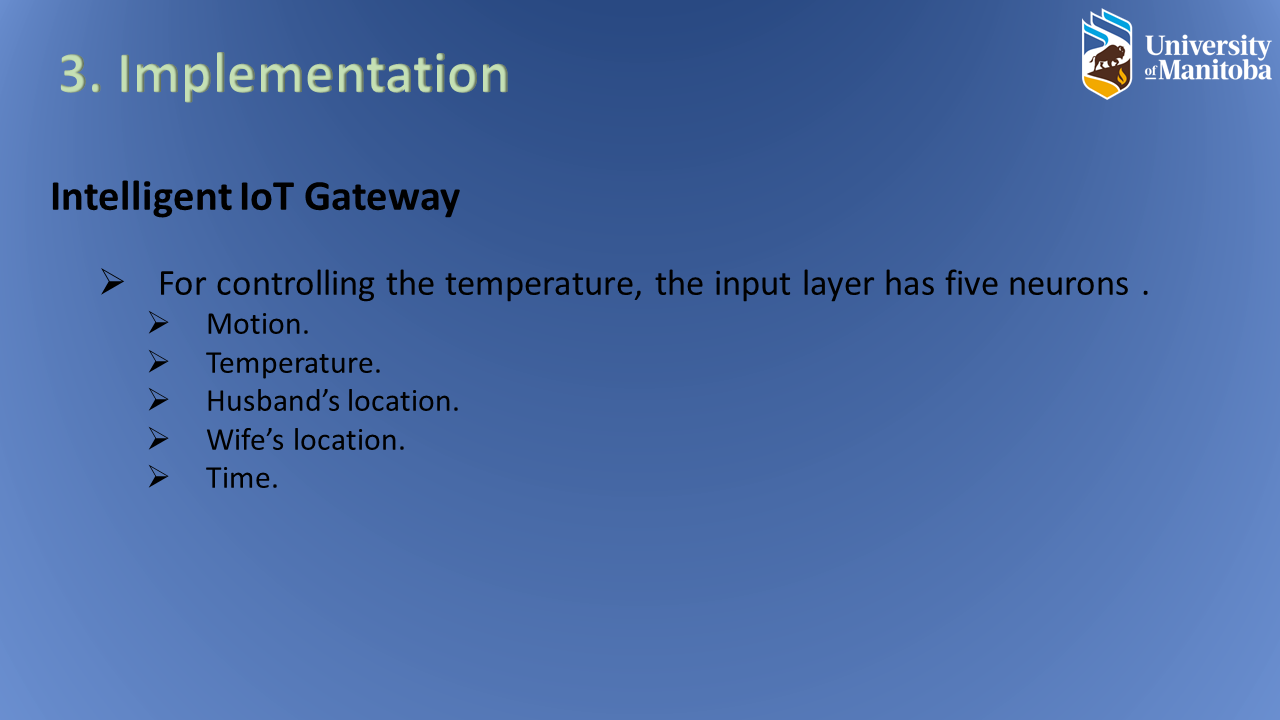 3. Implementation
University
of Manitoba
Intelligent IoT Gateway
➢ For controlling the temperature, the input layer has five neurons .
➢ Motion.
➢ Temperature.
➢ Husband’s location.
➢ Wife’s location.
➢ Time.